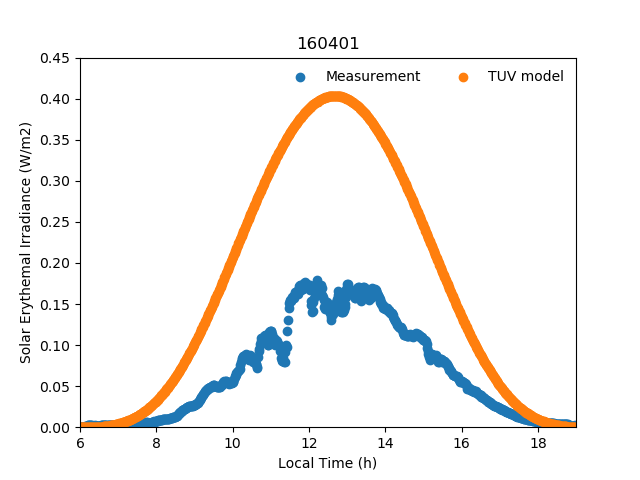 160401
Measurement TUV model
Solar Erythemal Irradiance (W/m2)
0.45
0.40
0.35
0.30
0.25
0.20
0.15
0.10
0.05
0.00
6 8 10 12 14 16 18
Local Time (h)